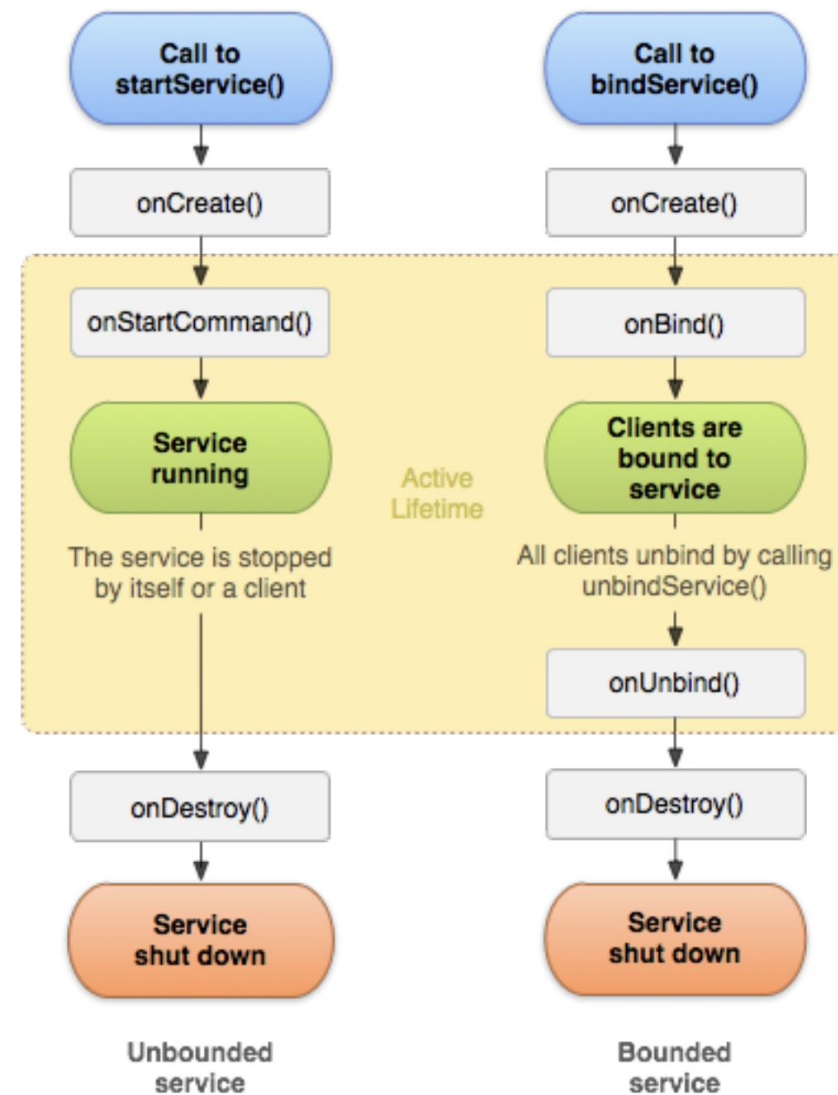 Call to
startService()
onCreate()
onStartCommand()
Service
running
The service is stopped
by itself or a client
onDestroy()
Service
shut down
Unbounded
service
Active
Lifetime
Call to
bindService()
onCreate()
onBind()
Clients are
bound to
service
All clients unbind by calling
unbindService()
onUnbind()
onDestroy()
Service
shut down
Bounded
service